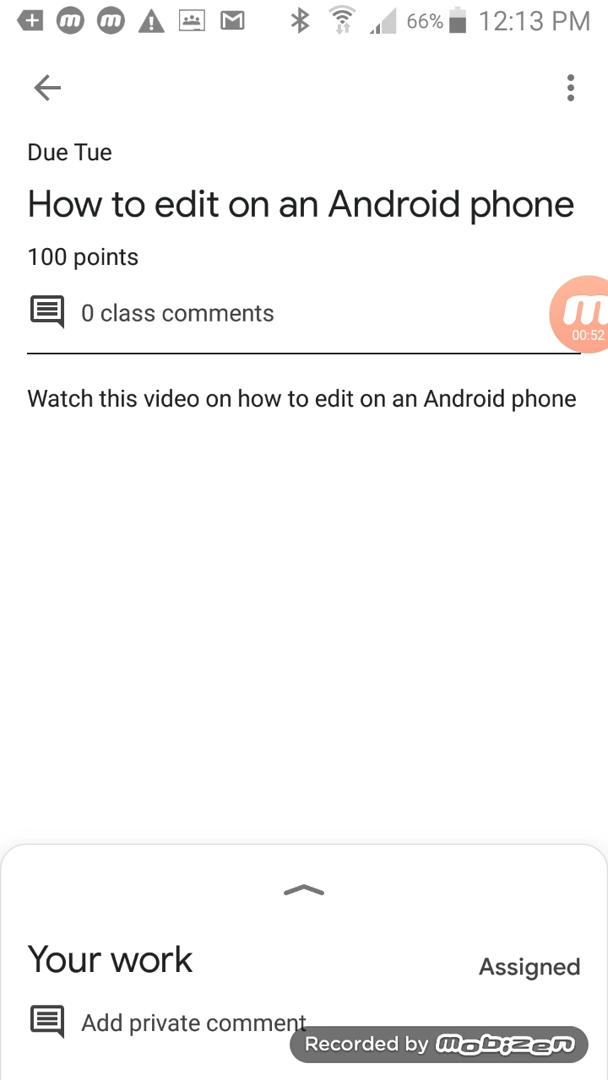 66% 12:13 PM
Due Tue
How to edit on an Android phone
100 points
0 class comments
m
00:52
Watch this video on how to edit on an Android phone
Your work
Assigned
Add private comment
Recorded by mobizen